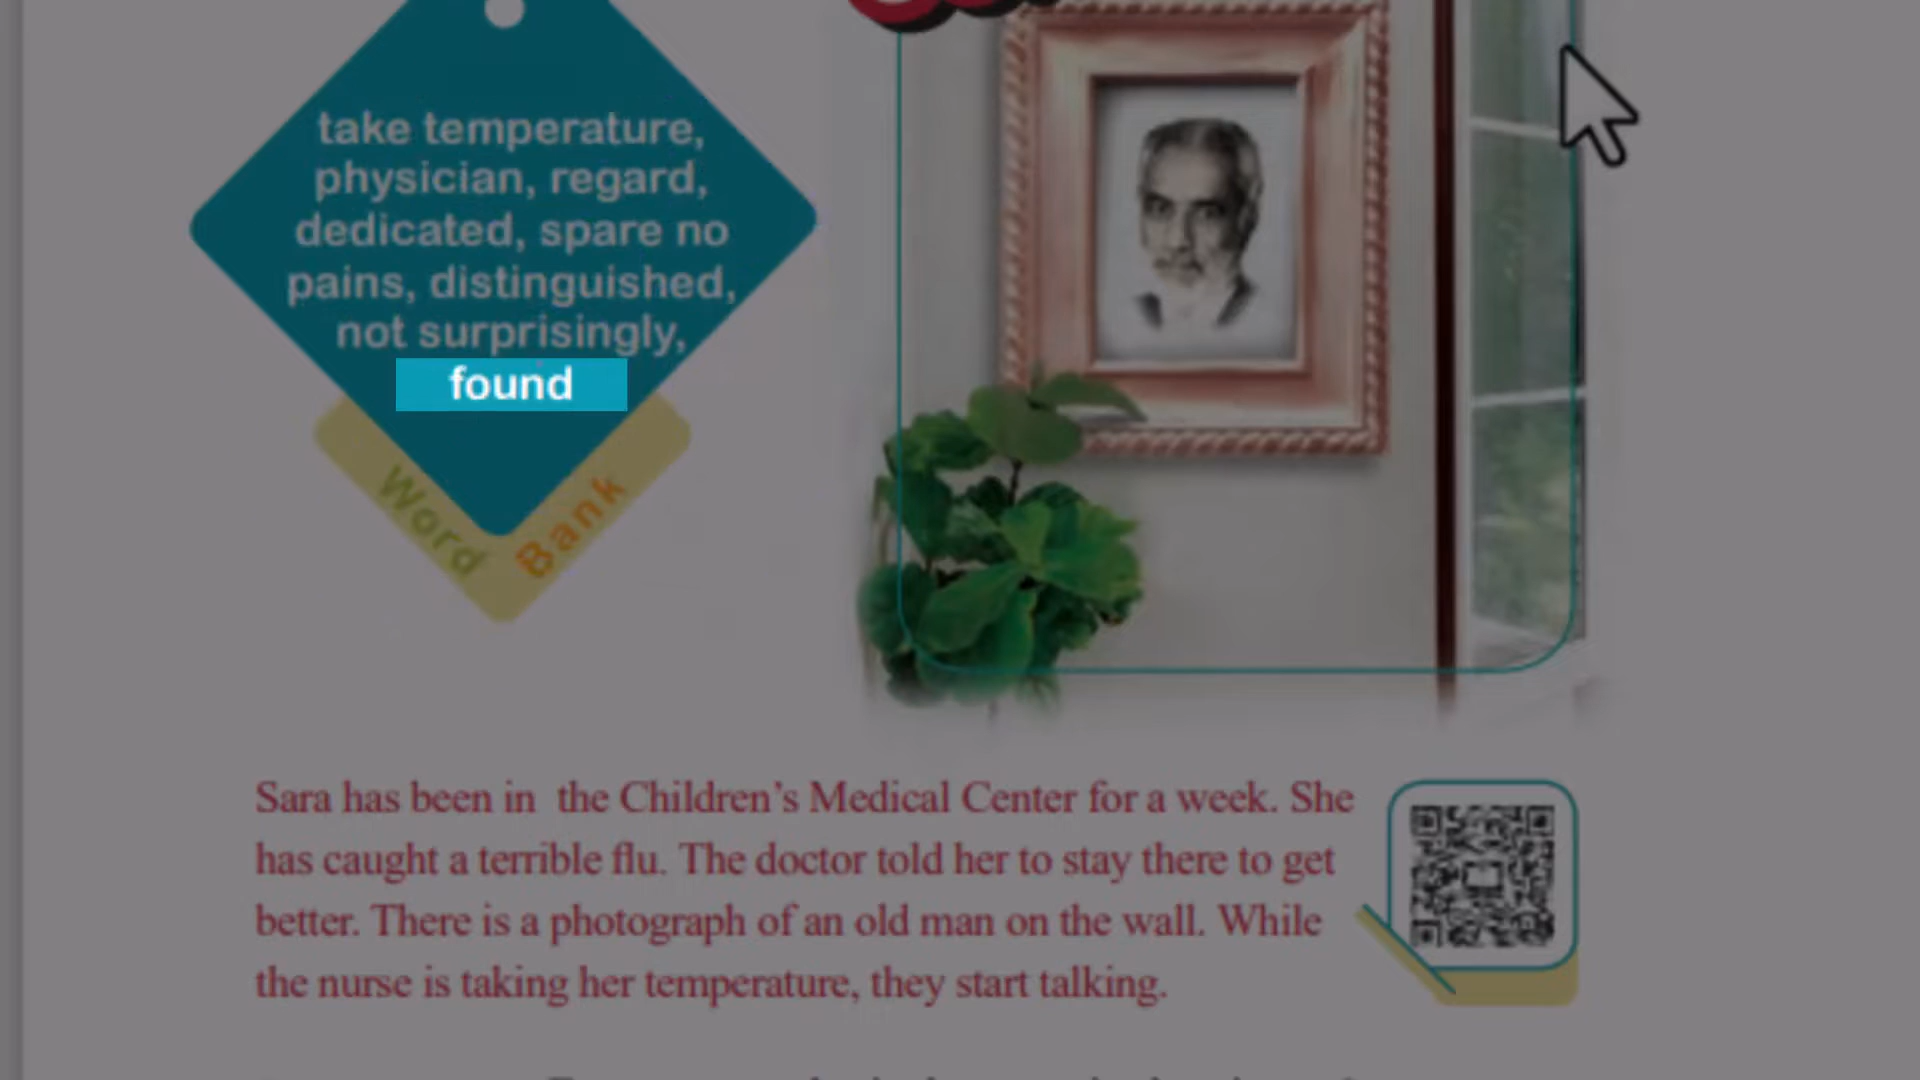 take temperature,
physician, regard,
dedicated, spare no
pains, distinguished,
not surprisingly,
found
Word Bank
Sara has been in the Children's Medical Center for a week. She
has caught a terrible flu. The doctor told her to stay there to get
better. There is a photograph of an old man on the wall. While
the nurse is taking her temperature, they start talking.